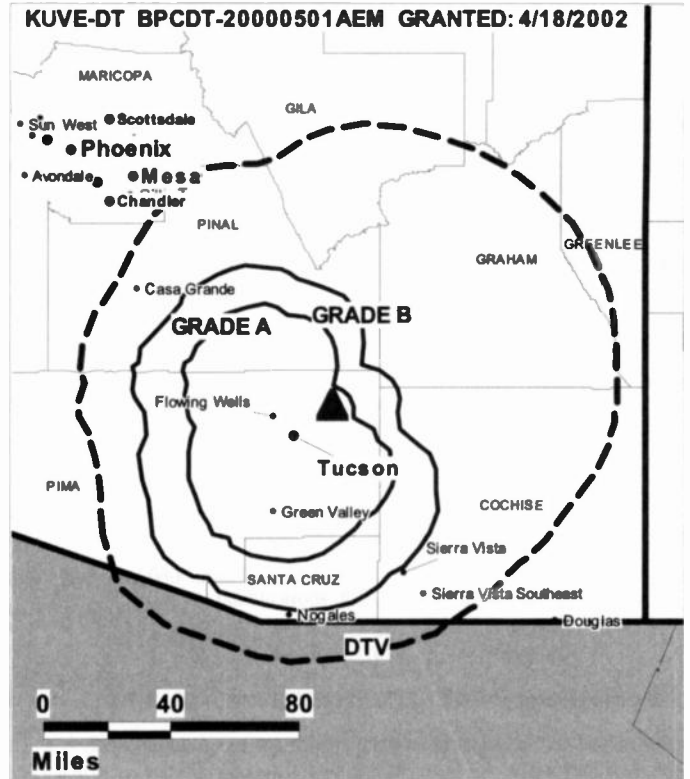 KUVE-DT BPCDT-20000501AEM GRANTED: 4/18/2002
MARICOPA
GILA
Scottsdale
Sun West
Phoenix
Avondale
Mesa
Chandler
PINAL
GREENLEE
GRAHAM
Casa Grande
GRADE A
GRADE B
Flowing Wells
Tucson
PIMA
COCHISE
Green Valley
Sierra Vista
SANTA CRUZ
Sierra Vista Southeast
Nogales
Douglas
DTV
0 40 80
Miles